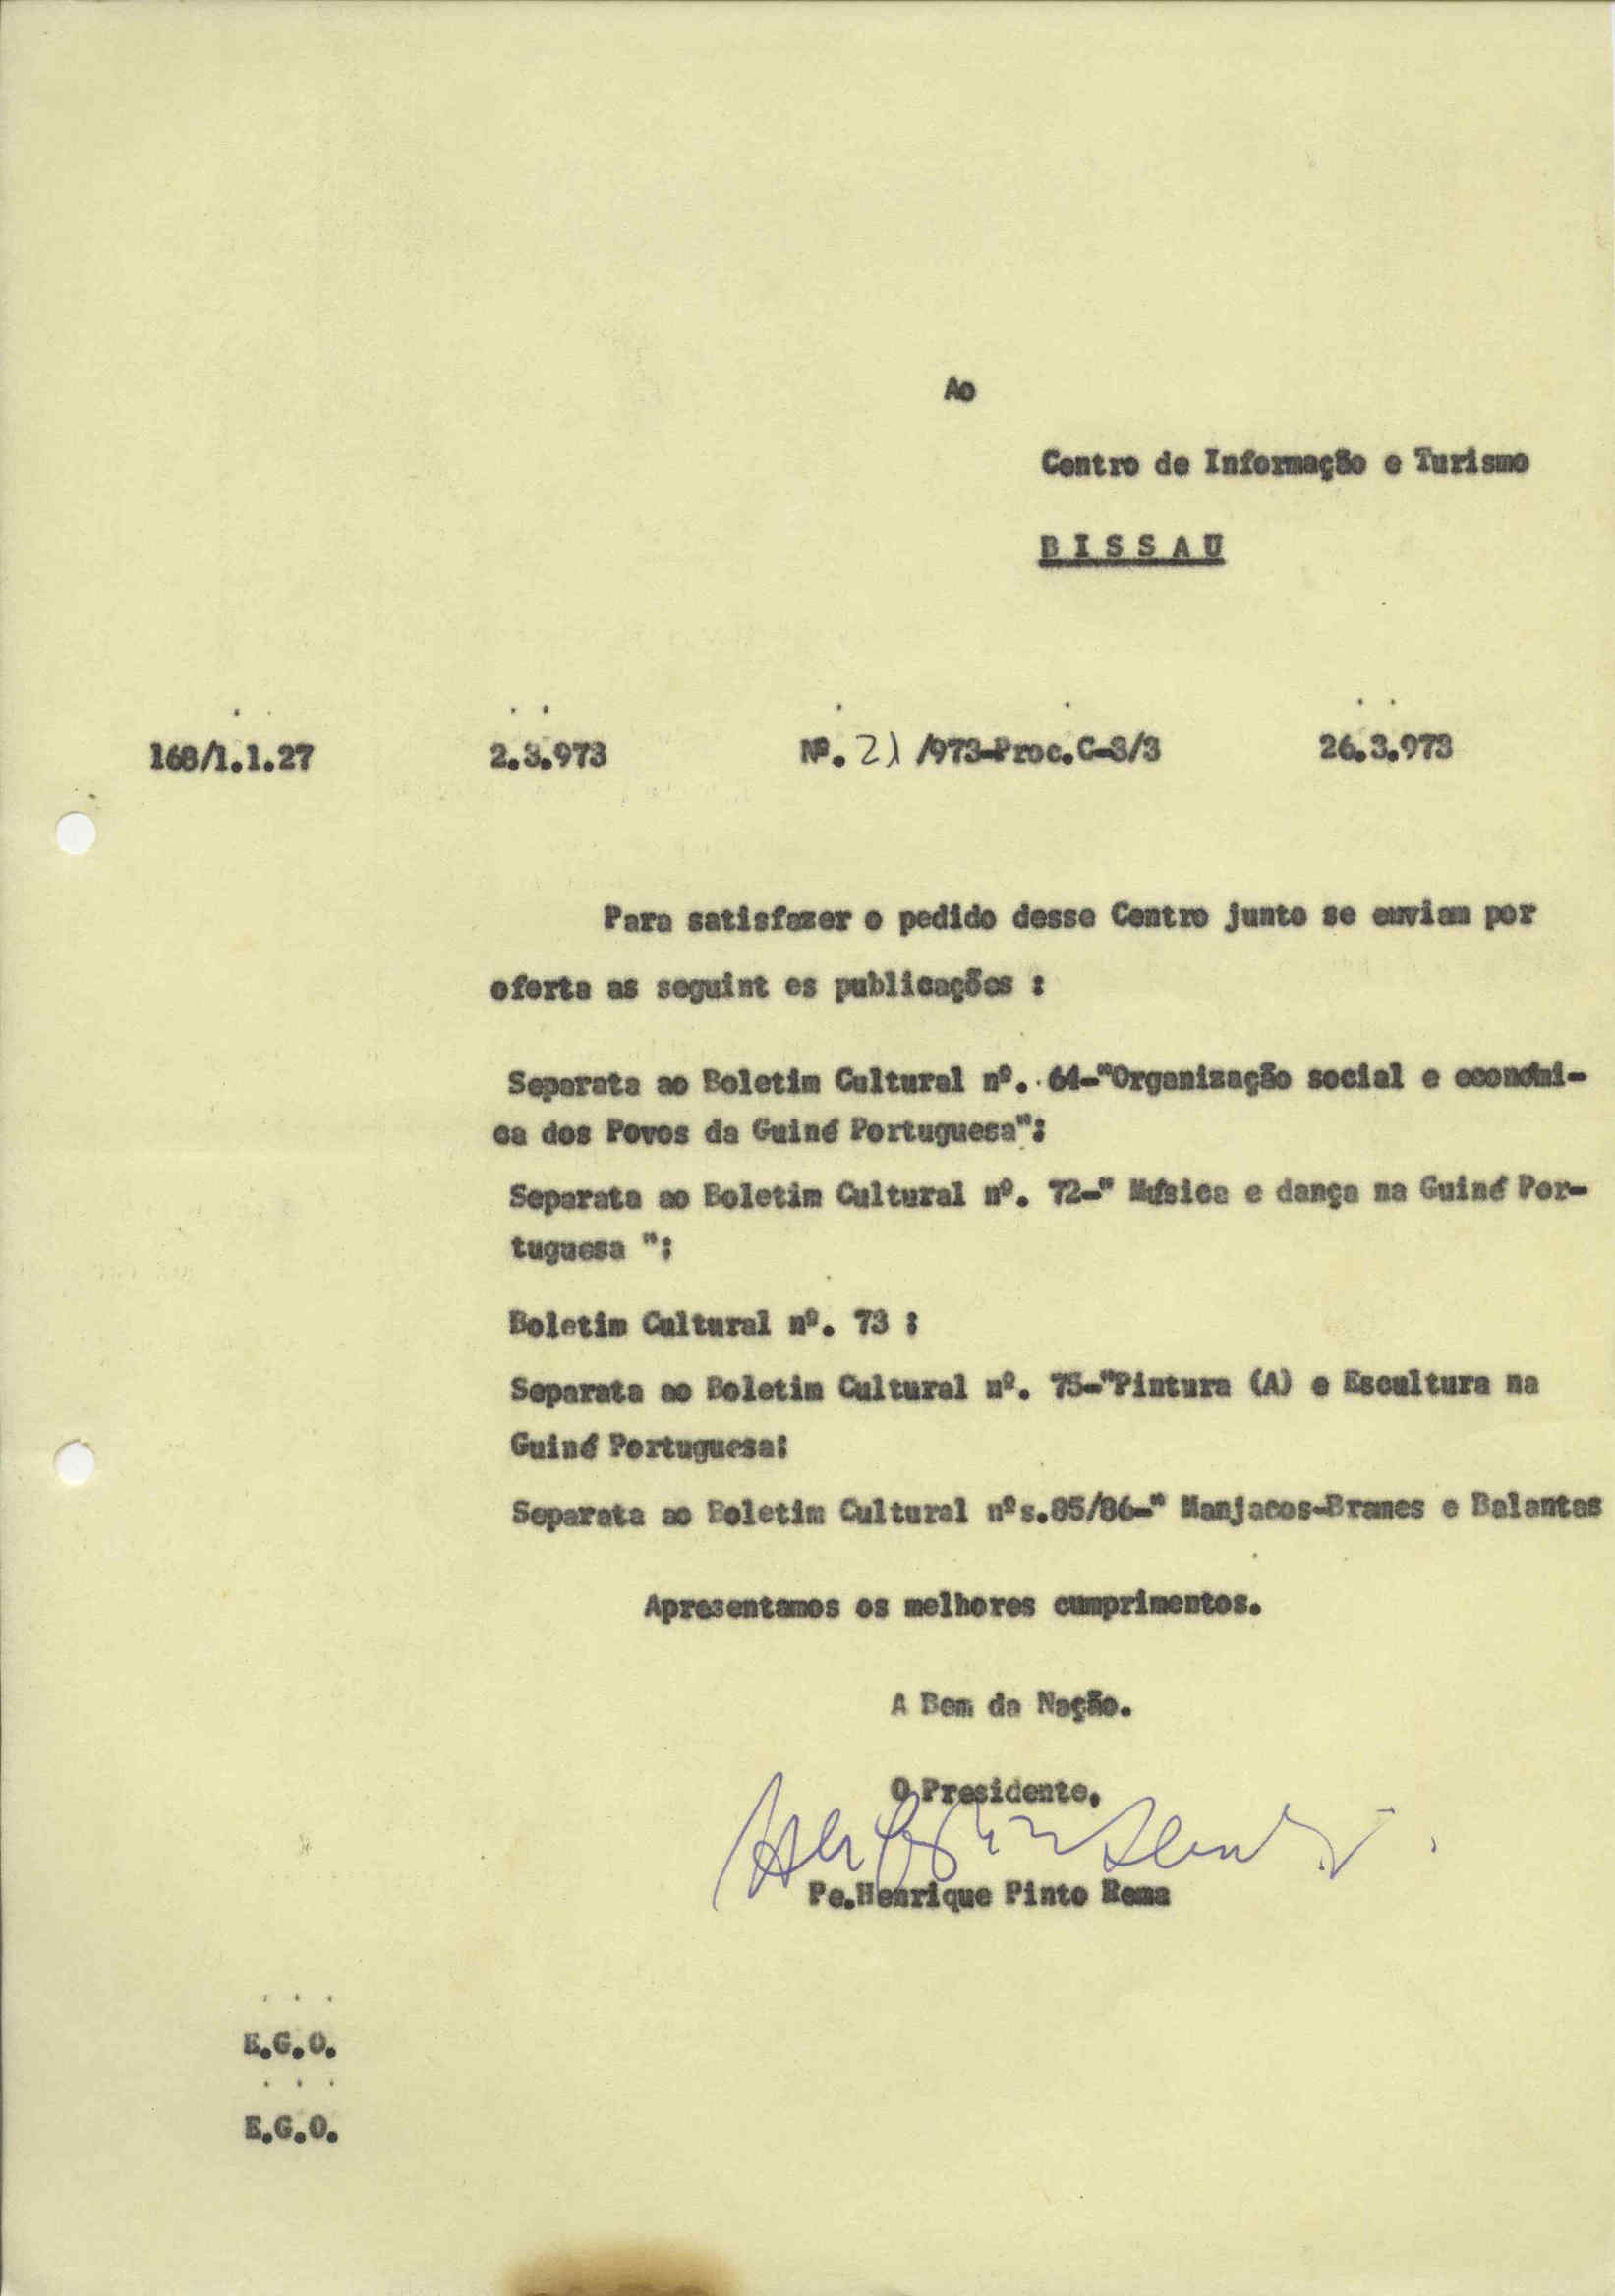 Ao
Centro de Informação e Turismo
B I S S A U
168/1.1.27 2.3.973 Nº. 21 /973-Proc.C-3/3 26.3.973
Para satisfazer o pedido desse Centro junto se enviam por
oferta as seguint es publicações :
Separata ao Boletim Cultural nº. 64-"Organização social e económi-
ca dos Povos da Guiné Portuguesa";
Separata ao Boletim Cultural nº. 72-" Música e dança na Guiné Por-
tuguesa ";
Boletim Cultural nº. 73 ;
Separata ao Boletim Cultural nº. 75-"Pintura (A) e Escultura na
Guiné Portuguesa;
Separata ao Boletim Cultural nºs.85/86-" Manjacos-Brames e Balantas
Apresentamos os melhores cumprimentos.
A Bem da Nação.
O Presidente,
Pe.Henrique Pinto Rema
E.G.O.
E.G.O.